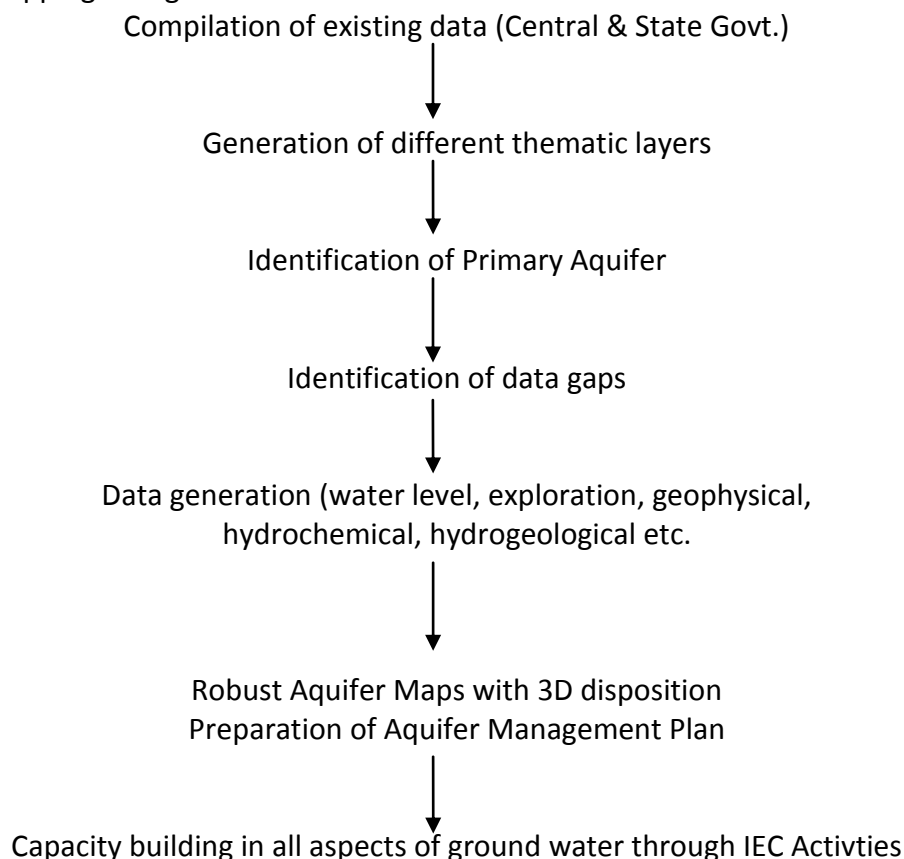 Compilation of existing data (Central & State Govt.)
Generation of different thematic layers
Identification of Primary Aquifer
Identification of data gaps
Data generation (water level, exploration, geophysical,
hydrochemical, hydrogeological etc.
Robust Aquifer Maps with 3D disposition
Preparation of Aquifer Management Plan
Capacity building in all aspects of ground water through IEC Activties